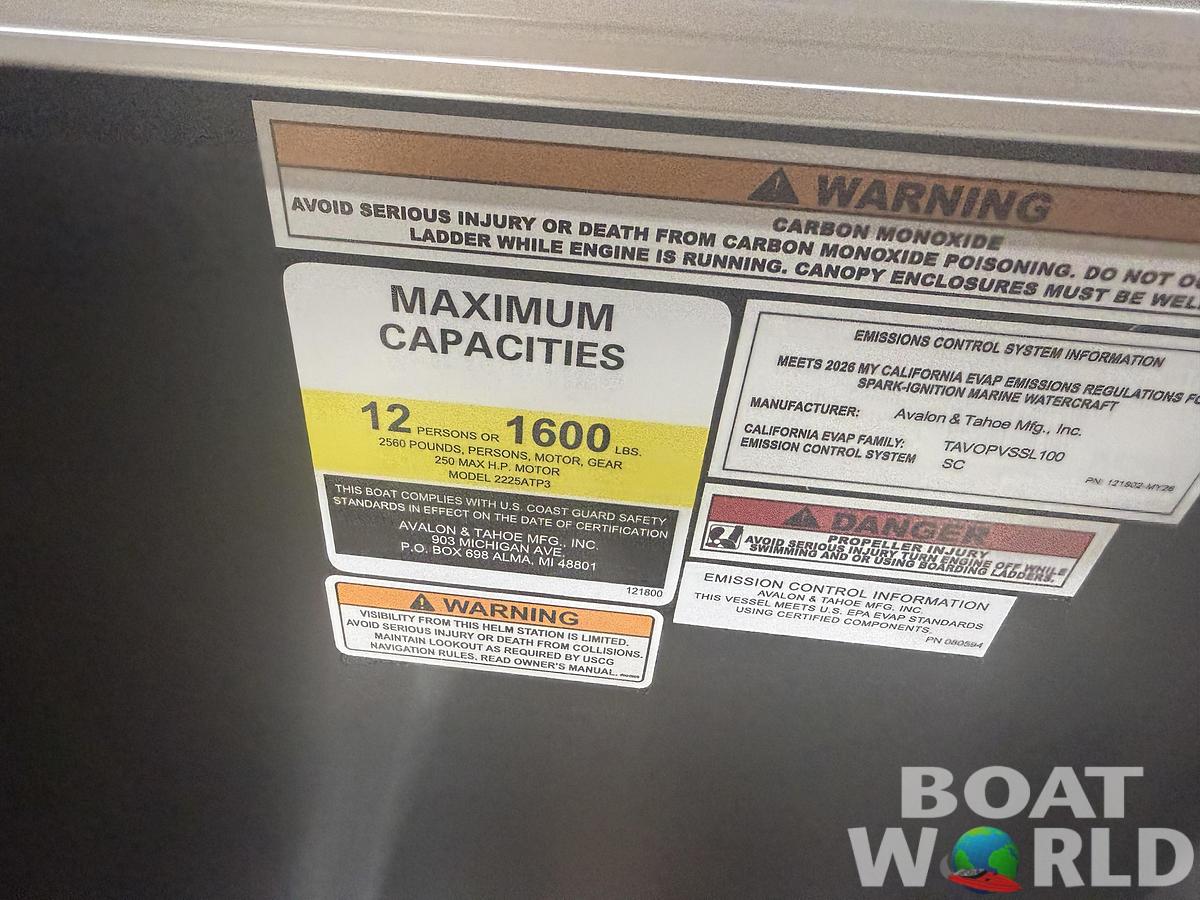 WARNING
CARBON MONOXIDE
AVOID SERIOUS INJURY OR DEATH FROM CARBON MONOXIDE POISONING. DO NOT
LADDER WHILE ENGINE IS RUNNING. CANOPY ENCLOSURES MUST BE
MAXIMUM
CAPACITIES
12 PERSONS OR 1600 LBS.
2560 POUNDS, PERSONS, MOTOR, GEAR
250 MAX H.P. MOTOR
MODEL 2225ATP3
THIS BOAT COMPLIES WITH U.S. COAST GUARD SAFETY
STANDARDS IN EFFECT ON THE DATE OF CERTIFICATION
AVALON & TAHOE MFG., INC.
903 MICHIGAN AVE,
P.O. BOX 698 ALMA, MI 48801
121800
WARNING
VISIBILITY FROM THIS HELM STATION IS LIMITED.
AVOID SERIOUS INJURY OR DEATH FROM COLLISIONS.
MAINTAIN LOOKOUT AS REQUIRED BY USCG
NAVIGATION RULES. READ OWNER'S MANUAL.
EMISSIONS CONTROL SYSTEM INFORMATION
MEETS 2026 MY CALIFORNIA EVAP EMISSIONS REGULATIONS
SPARK-IGNITION MARINE WATERCRAFT
MANUFACTURER: Avalon & Tahoe Mfg., Inc.
CALIFORNIA EVAP FAMILY: TAVOPVSSL100
EMISSION CONTROL SYSTEM SC
PN: 121802-MY26
DANGER
PROPELLER INJURY
AVOID SERIOUS INJURY TURN ENGINE OFF WHILE
SWIMMING AND OR USING BOARDING LADDERS.
EMISSION CONTROL INFORMATION
AVALON & TAHOE MFG. INC.
THIS VESSEL MEETS U.S. EPA EVAP STANDARDS
USING CERTIFIED COMPONENTS.
PN 080594
BOAT
WORLD